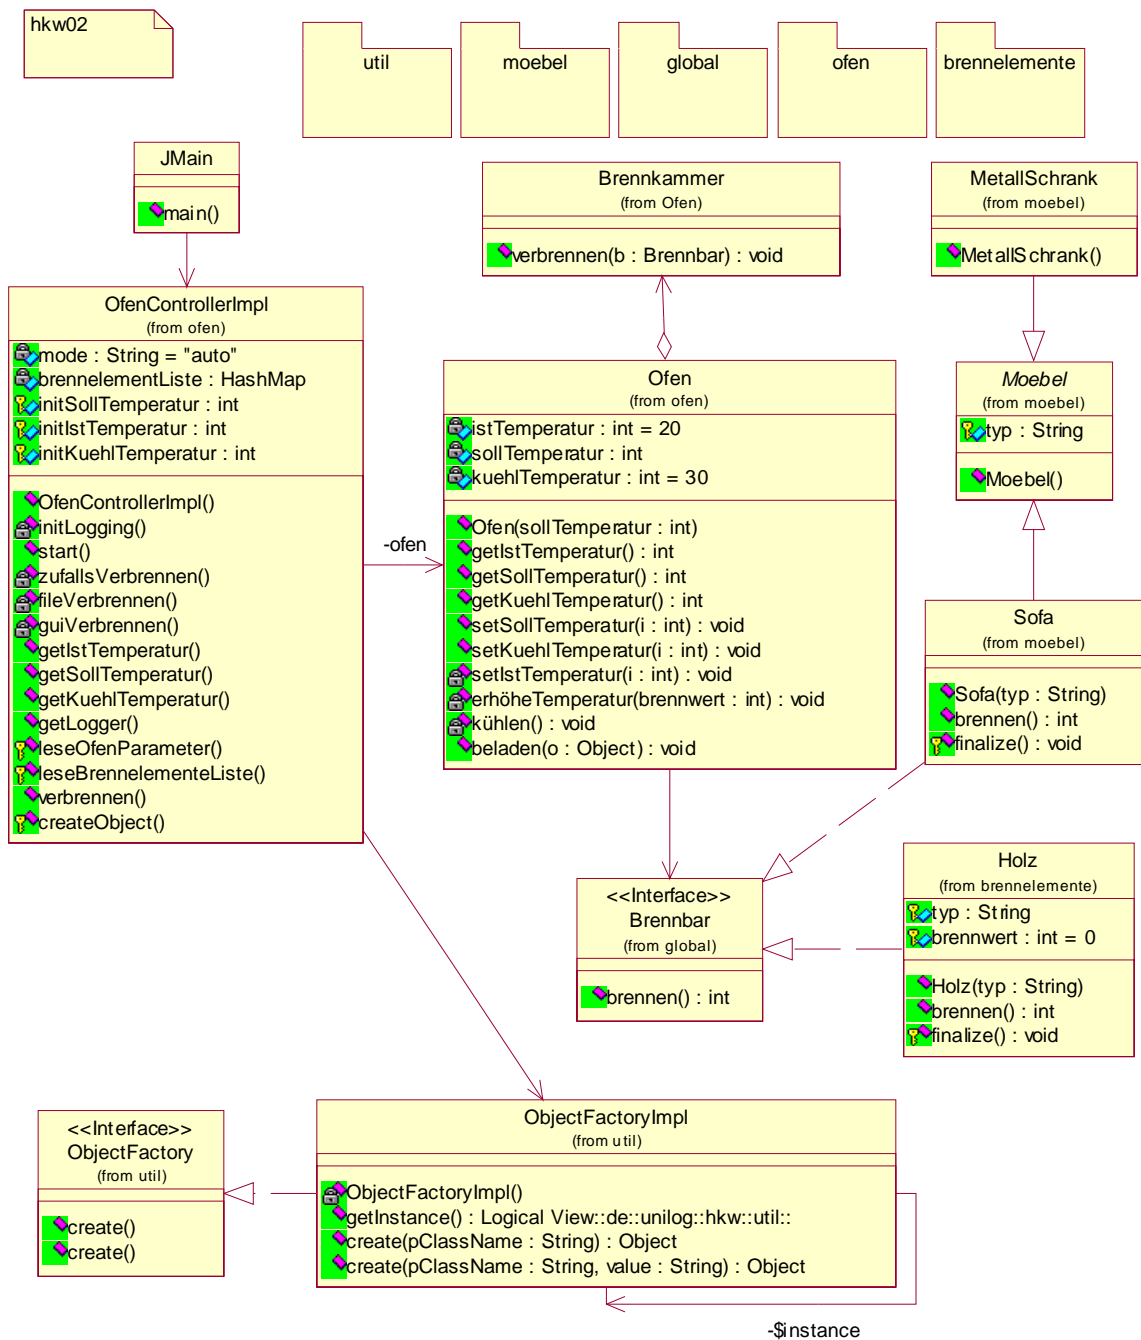 hkw02
util
moebel
global
ofen
brennelemente
JMain
main()
Brennkammer
(from Ofen)
verbrennen(b : Brennbar) : void
MetallSchrank
(from moebel)
MetallSchrank()
OfenControllerImpl
(from ofen)
mode : String = "auto"
brennelementListe : HashMap
initSollTemperatur : int
initIstTemperatur : int
initKuehlTemperatur : int
OfenControllerImpl()
initLogging()
start()
zufallsVerbrennen()
fileVerbrennen()
guiVerbrennen()
getIstTemperatur()
getSollTemperatur()
getKuehlTemperatur()
getLogger()
leseOfenParameter()
leseBrennelementeListe()
verbrennen()
createObject()
-ofen
Ofen
(from ofen)
istTemperatur : int = 20
sollTemperatur : int
kuehlTemperatur : int = 30
Ofen(sollTemperatur : int)
getIstTemperatur() : int
getSollTemperatur() : int
getKuehlTemperatur() : int
setSollTemperatur(i : int) : void
setKuehlTemperatur(i : int) : void
setIstTemperatur(i : int) : void
erhöheTemperatur(brennwert : int) : void
kühlen() : void
beladen(o : Object) : void
Moebel
(from moebel)
typ : String
Moebel()
Sofa
(from moebel)
Sofa(typ : String)
brennen() : int
finalize() : void
<<Interface>>
Brennbar
(from global)
brennen() : int
Holz
(from brennelemente)
typ : String
brennwert : int = 0
Holz(typ : String)
brennen() : int
finalize() : void
<<Interface>>
ObjectFactory
(from util)
create()
create()
ObjectFactoryImpl
(from util)
ObjectFactoryImpl()
getInstance() : Logical View::de::unilog::hkw::util::
create(pClassName : String) : Object
create(pClassName : String, value : String) : Object
-$instance